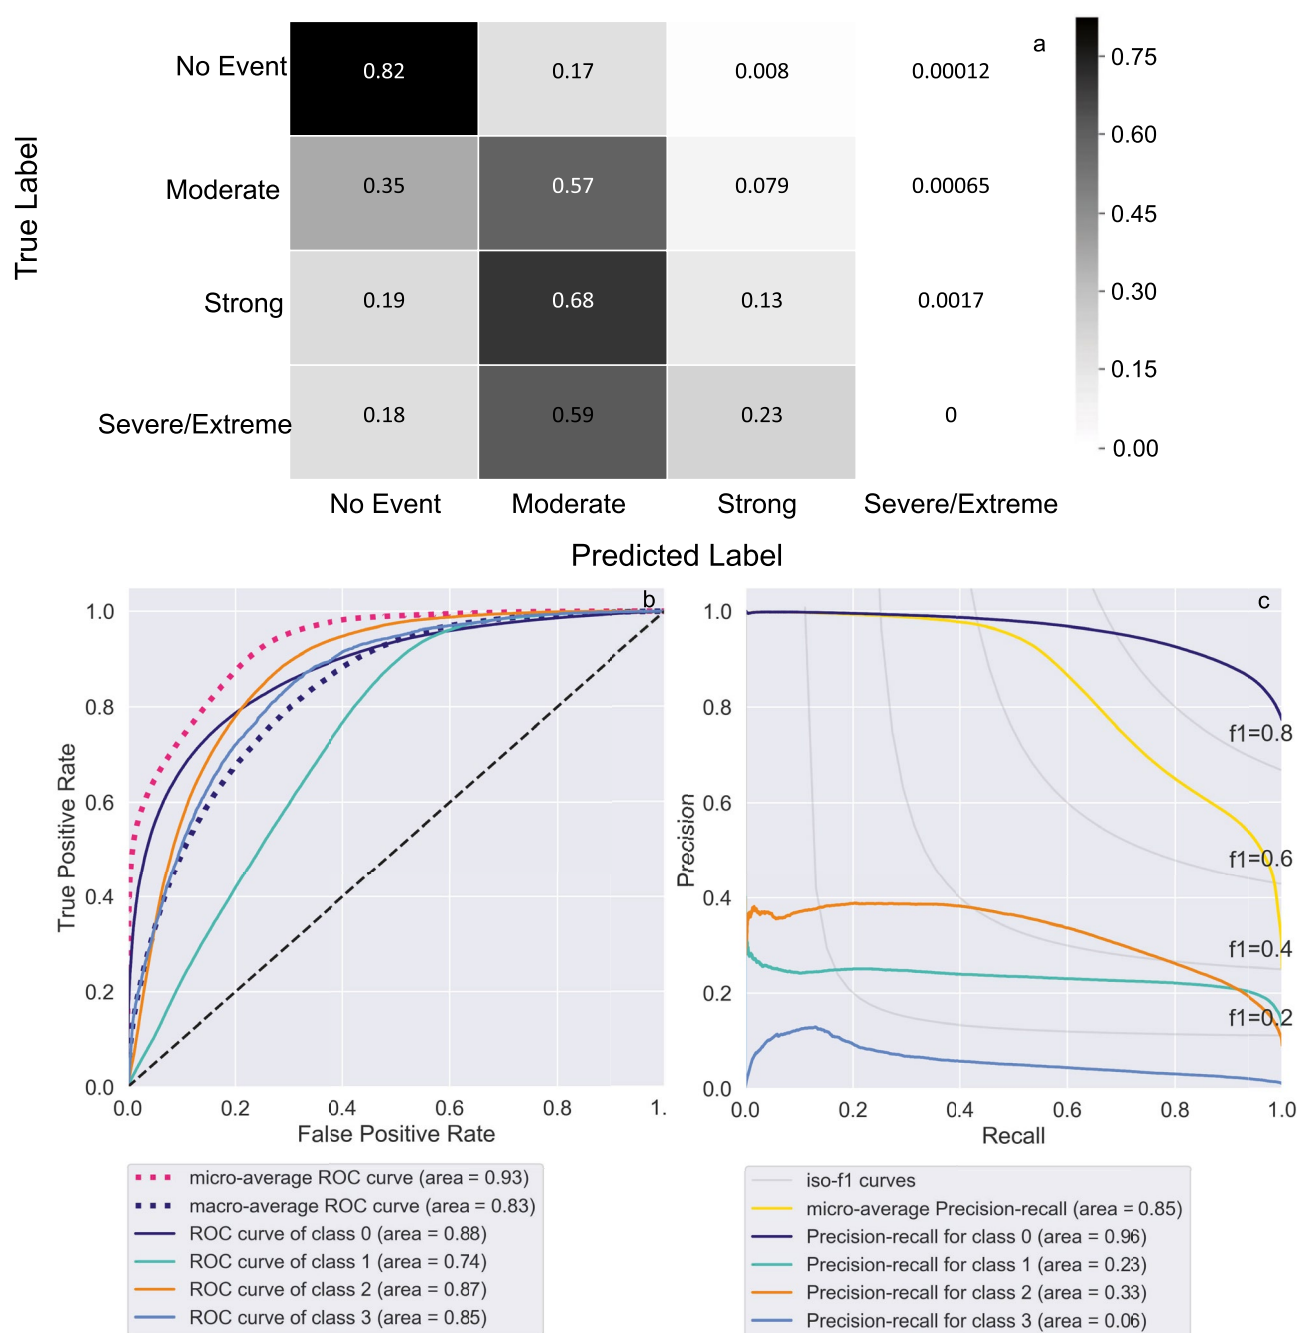 a
No Event 0.82 0.17 0.008 0.00012
Moderate 0.35 0.57 0.079 0.00065
Strong 0.19 0.68 0.13 0.0017
Severe/Extreme 0.18 0.59 0.23 0
True Label
No Event Moderate Strong Severe/Extreme
Predicted Label
0.75
0.60
0.45
0.30
0.15
0.00
b
1.0
0.8
0.6
0.4
0.2
0.0
True Positive Rate
0.0 0.2 0.4 0.6 0.8 1.
False Positive Rate
micro-average ROC curve (area = 0.93)
macro-average ROC curve (area = 0.83)
ROC curve of class 0 (area = 0.88)
ROC curve of class 1 (area = 0.74)
ROC curve of class 2 (area = 0.87)
ROC curve of class 3 (area = 0.85)
c
1.0
0.8
0.6
0.4
0.2
0.0
Precision
f1=0.8
f1=0.6
f1=0.4
f1=0.2
0.0 0.2 0.4 0.6 0.8 1.0
Recall
iso-f1 curves
micro-average Precision-recall (area = 0.85)
Precision-recall for class 0 (area = 0.96)
Precision-recall for class 1 (area = 0.23)
Precision-recall for class 2 (area = 0.33)
Precision-recall for class 3 (area = 0.06)